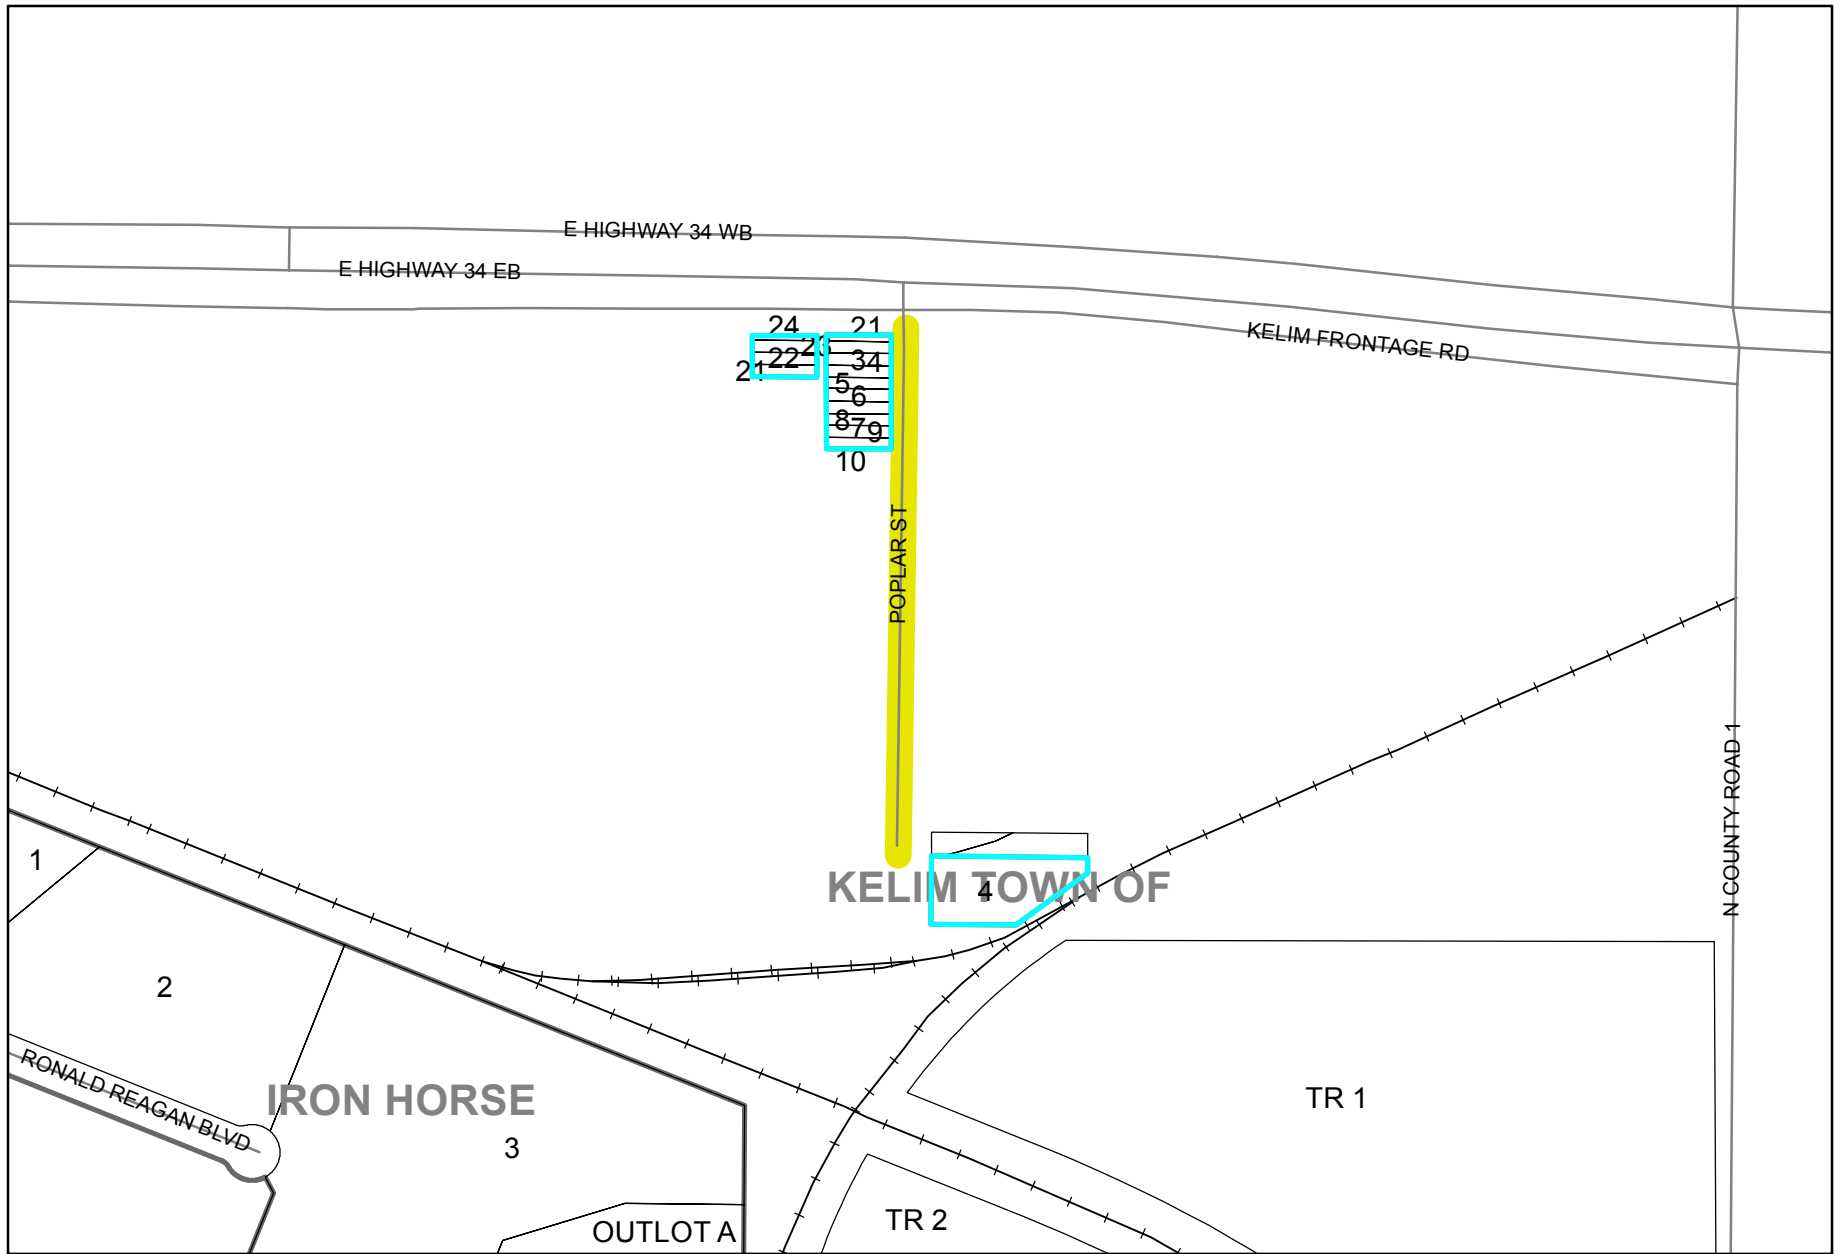 E HIGHWAY 34 WB
E HIGHWAY 34 EB
KELIM FRONTAGE RD
24
21
23
22
34
21
5
6
8
7
9
10
POPLAR ST
N COUNTY ROAD 1
1
KELIM TOWN OF
4
2
RONALD REAGAN BLVD
IRON HORSE
TR 1
3
TR 2
OUTLOT A